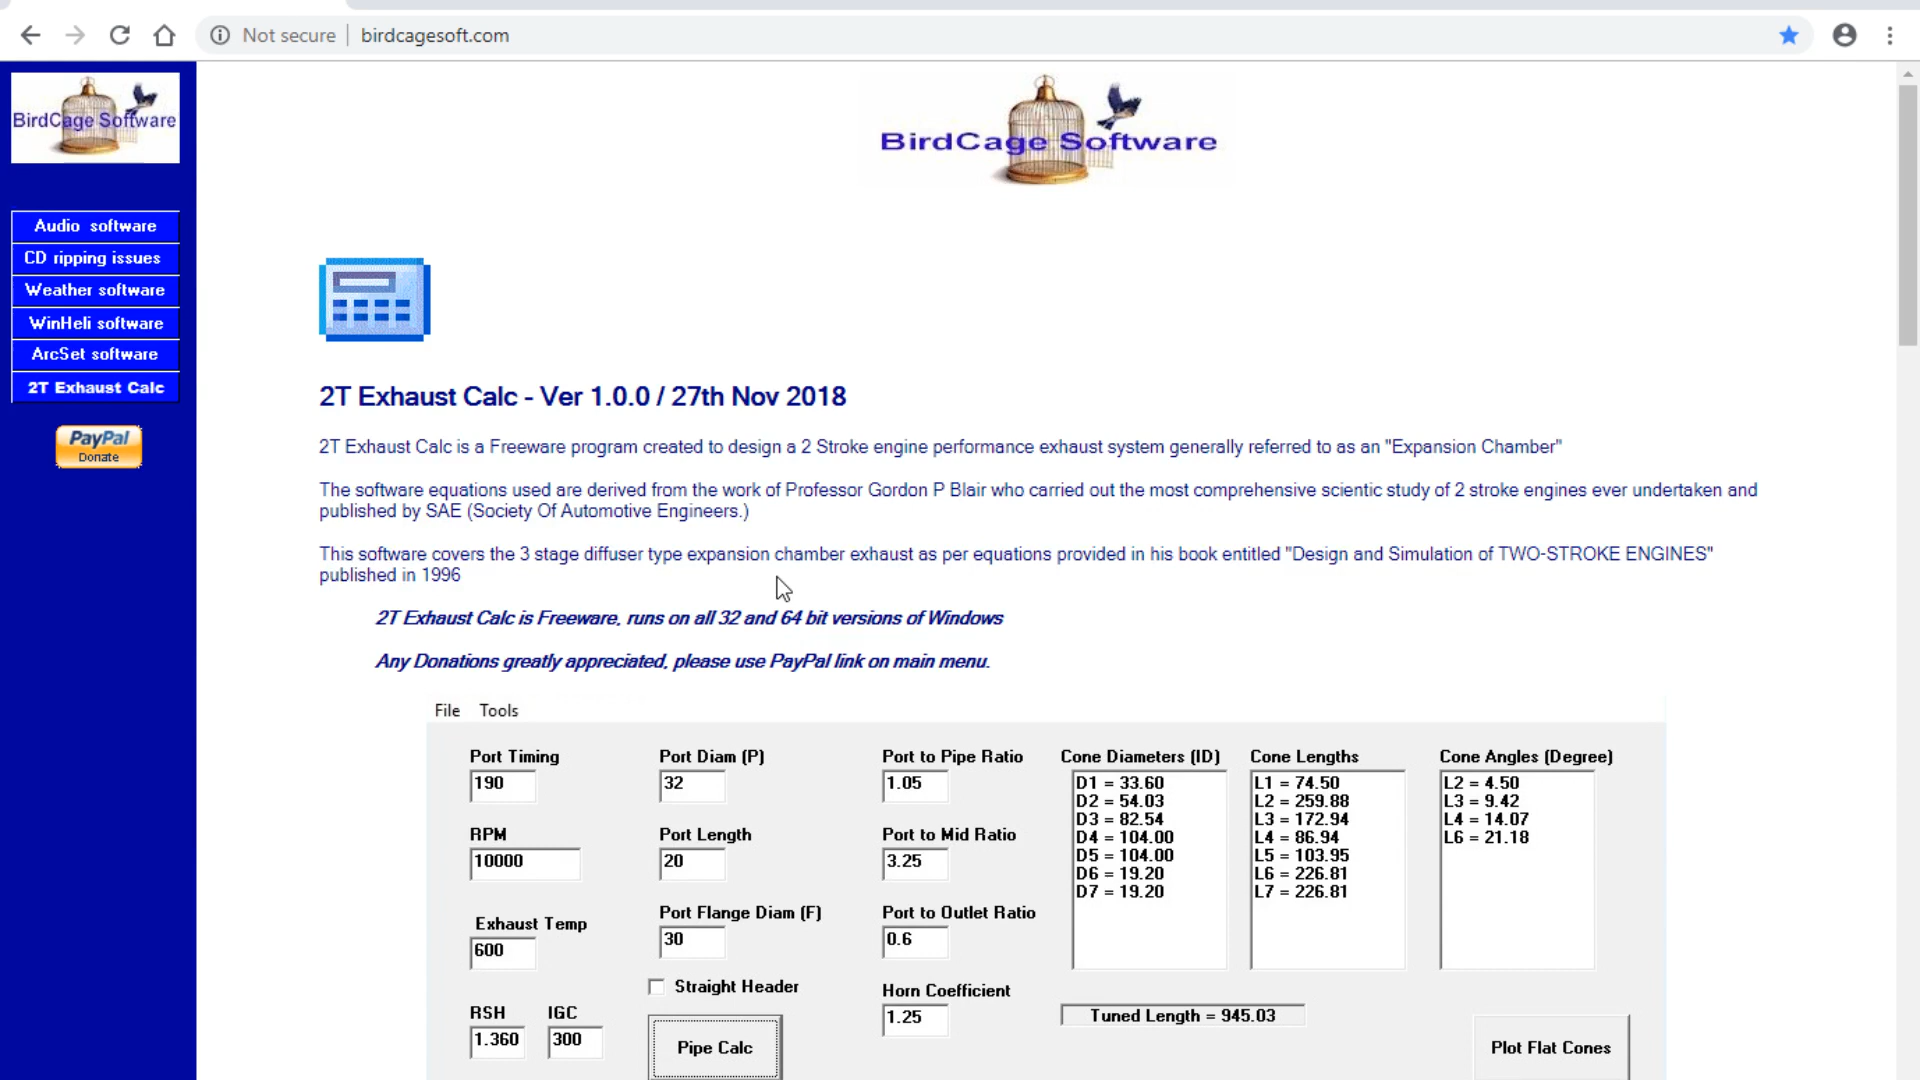 Not secure
birdcagesoft.com
BirdCage Software
BirdCage Software
Audio software
CD ripping issues
Weather software
WinHeli software
ArcSet software
2T Exhaust Calc
PayPal
Donate
2T Exhaust Calc - Ver 1.0.0 / 27th Nov 2018
2T Exhaust Calc is a Freeware program created to design a 2 Stroke engine performance exhaust system generally referred to as an "Expansion Chamber"
The software equations used are derived from the work of Professor Gordon P Blair who carried out the most comprehensive scientic study of 2 stroke engines ever undertaken and
published by SAE (Society Of Automotive Engineers.)
This software covers the 3 stage diffuser type expansion chamber exhaust as per equations provided in his book entitled "Design and Simulation of TWO-STROKE ENGINES"
published in 1996
2T Exhaust Calc is Freeware, runs on all 32 and 64 bit versions of Windows
Any Donations greatly appreciated, please use PayPal link on main menu.
File Tools
Port Timing
190
RPM
10000
Exhaust Temp
600
RSH IGC
1.360 300
Port Diam (P)
32
Port Length
20
Port Flange Diam (F)
30
Straight Header
Pipe Calc
Port to Pipe Ratio
1.05
Port to Mid Ratio
3.25
Port to Outlet Ratio
0.6
Horn Coefficient
1.25
Cone Diameters (ID)
D1 = 33.60
D2 = 54.03
D3 = 82.54
D4 = 104.00
D5 = 104.00
D6 = 19.20
D7 = 19.20
Cone Lengths
L1 = 74.50
L2 = 259.88
L3 = 172.94
L4 = 86.94
L5 = 103.95
L6 = 226.81
L7 = 226.81
Cone Angles (Degree)
L2 = 4.50
L3 = 9.42
L4 = 14.07
L6 = 21.18
Tuned Length = 945.03
Plot Flat Cones